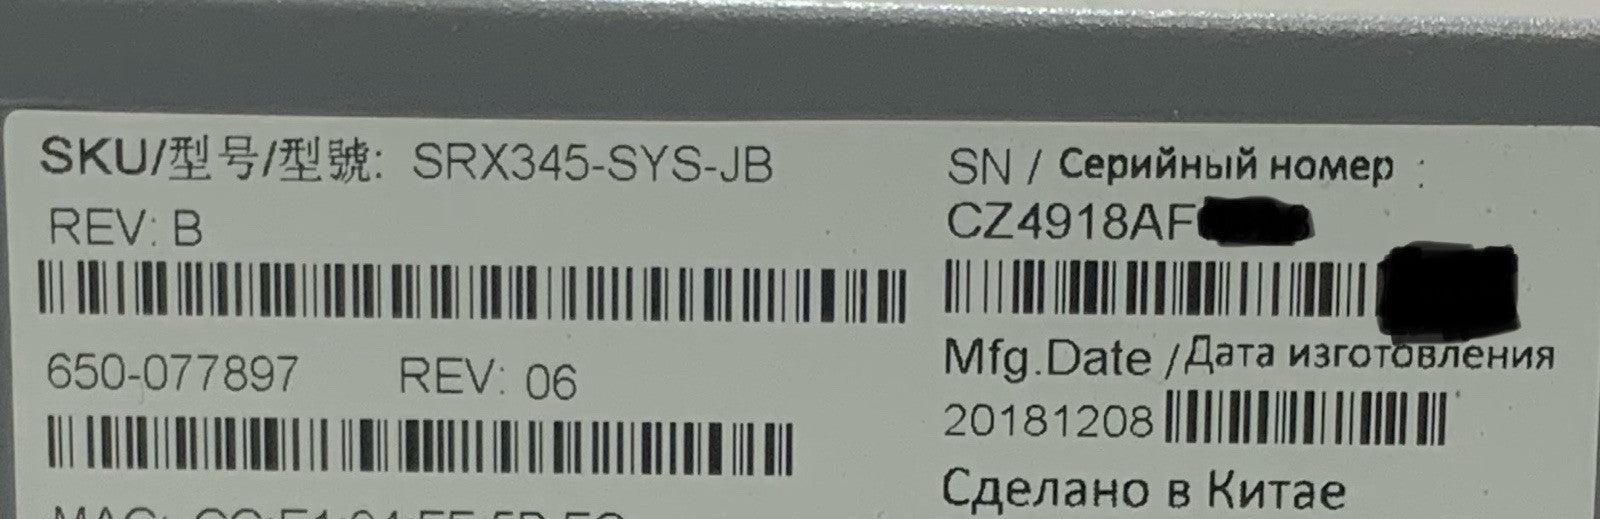 SKU/型号/型號: SRX345-SYS-JB
REV: B
650-077897 REV: 06
SN / Серийный номер :
CZ4918AF
Mfg.Date /Дата изготовления
20181208
Сделано в Китае
MAC: